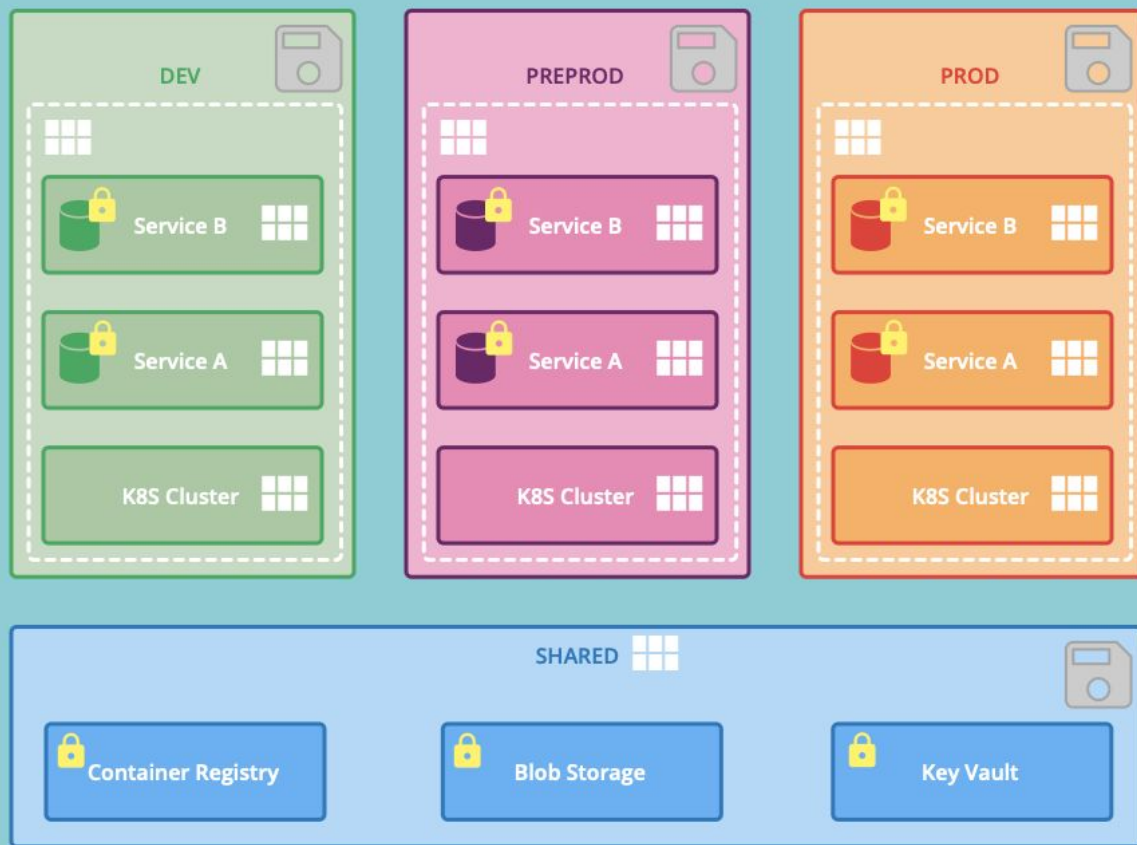 DEV
Service B
Service A
K8S Cluster
PREPROD
Service B
Service A
K8S Cluster
PROD
Service B
Service A
K8S Cluster
SHARED
Container Registry
Blob Storage
Key Vault